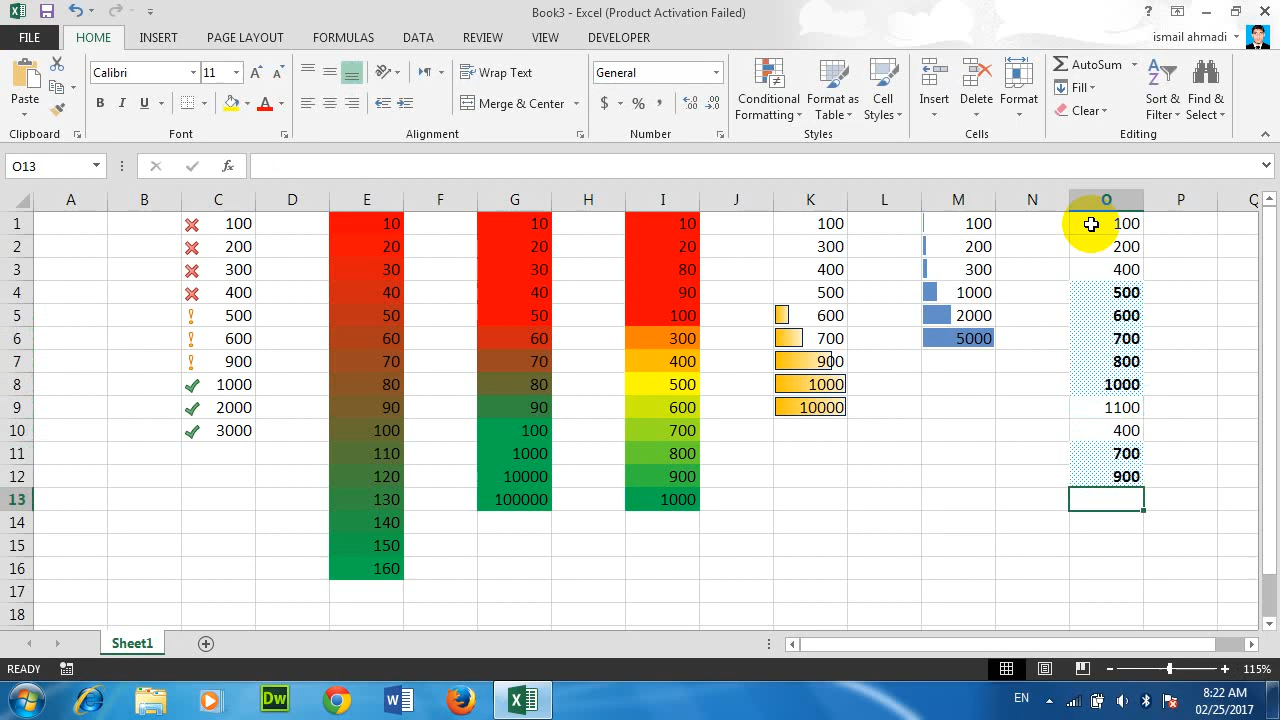 Book3 - Excel (Product Activation Failed)
FILE HOME INSERT PAGE LAYOUT FORMULAS DATA REVIEW VIEW DEVELOPER ismail ahmadi
Paste Calibri 11 Wrap Text General Conditional Formatting Format as Table Cell Styles Insert Delete Format AutoSum Sort & Filter Find & Select
B I U Merge & Center $ % , Fill
Clear
Clipboard Font Alignment Number Styles Cells Editing
O13 fx
A B C D E F G H I J K L M N O P Q
1 100 10 10 10 100 100 100
2 200 20 20 20 300 200 200
3 300 30 30 80 400 300 400
4 400 40 40 90 500 1000 500
5 500 50 50 100 600 2000 600
6 600 60 60 300 700 5000 700
7 900 70 70 400 900 800
8 1000 80 80 500 1000 1000
9 2000 90 90 600 10000 1100
10 3000 100 100 700 400
11 110 1000 800 700
12 120 10000 900 900
13 130 100000 1000
14 140
15 150
16 160
17
18
Sheet1
READY 115%
Dw EN 8:22 AM
02/25/2017